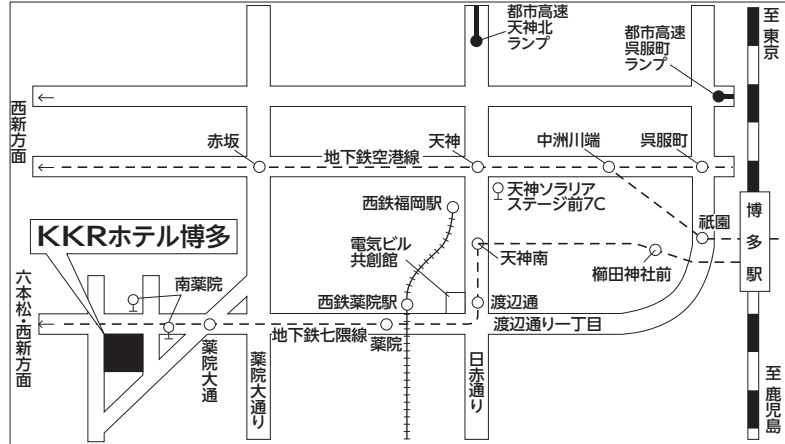 都市高速
天神北
ランプ
都市高速
呉服町
ランプ
至 東京
西新方面
赤坂
地下鉄空港線
天神
中洲川端
呉服町
天神ソラリア
ステージ前7C
西鉄福岡駅
祇園
博多駅
KKRホテル博多
電気ビル
共創館
天神南
櫛田神社前
六本松・西新方面
南薬院
西鉄薬院駅
渡辺通
地下鉄七隈線
薬院
渡辺通り一丁目
薬院大通
薬院大通り
日赤通り
至 鹿児島